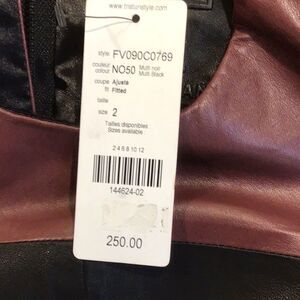 www.tristanstyle.com
style FV090C0769
couleur Multi noir
colour NO50 Multi Black
coupe Ajusté
fit Fitted
taille
size 2
Tailles disponibles:
Sizes available
2 4 6 8 10 12
144624-02
250.00